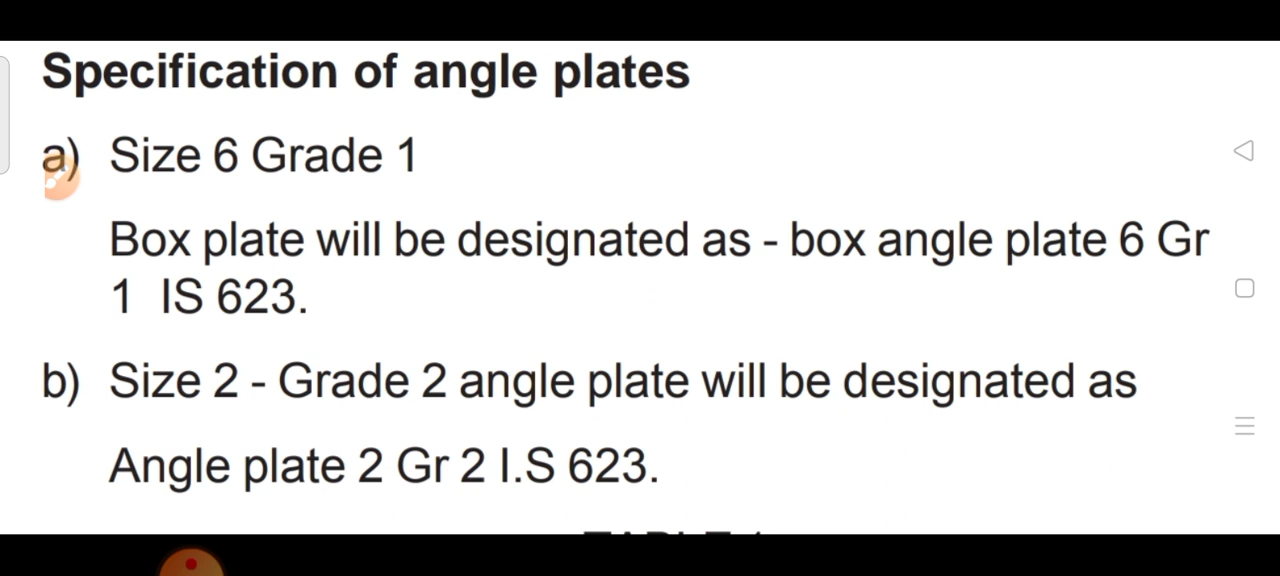 Specification of angle plates
a) Size 6 Grade 1
Box plate will be designated as - box angle plate 6 Gr
1 IS 623.
b) Size 2 - Grade 2 angle plate will be designated as
Angle plate 2 Gr 2 I.S 623.